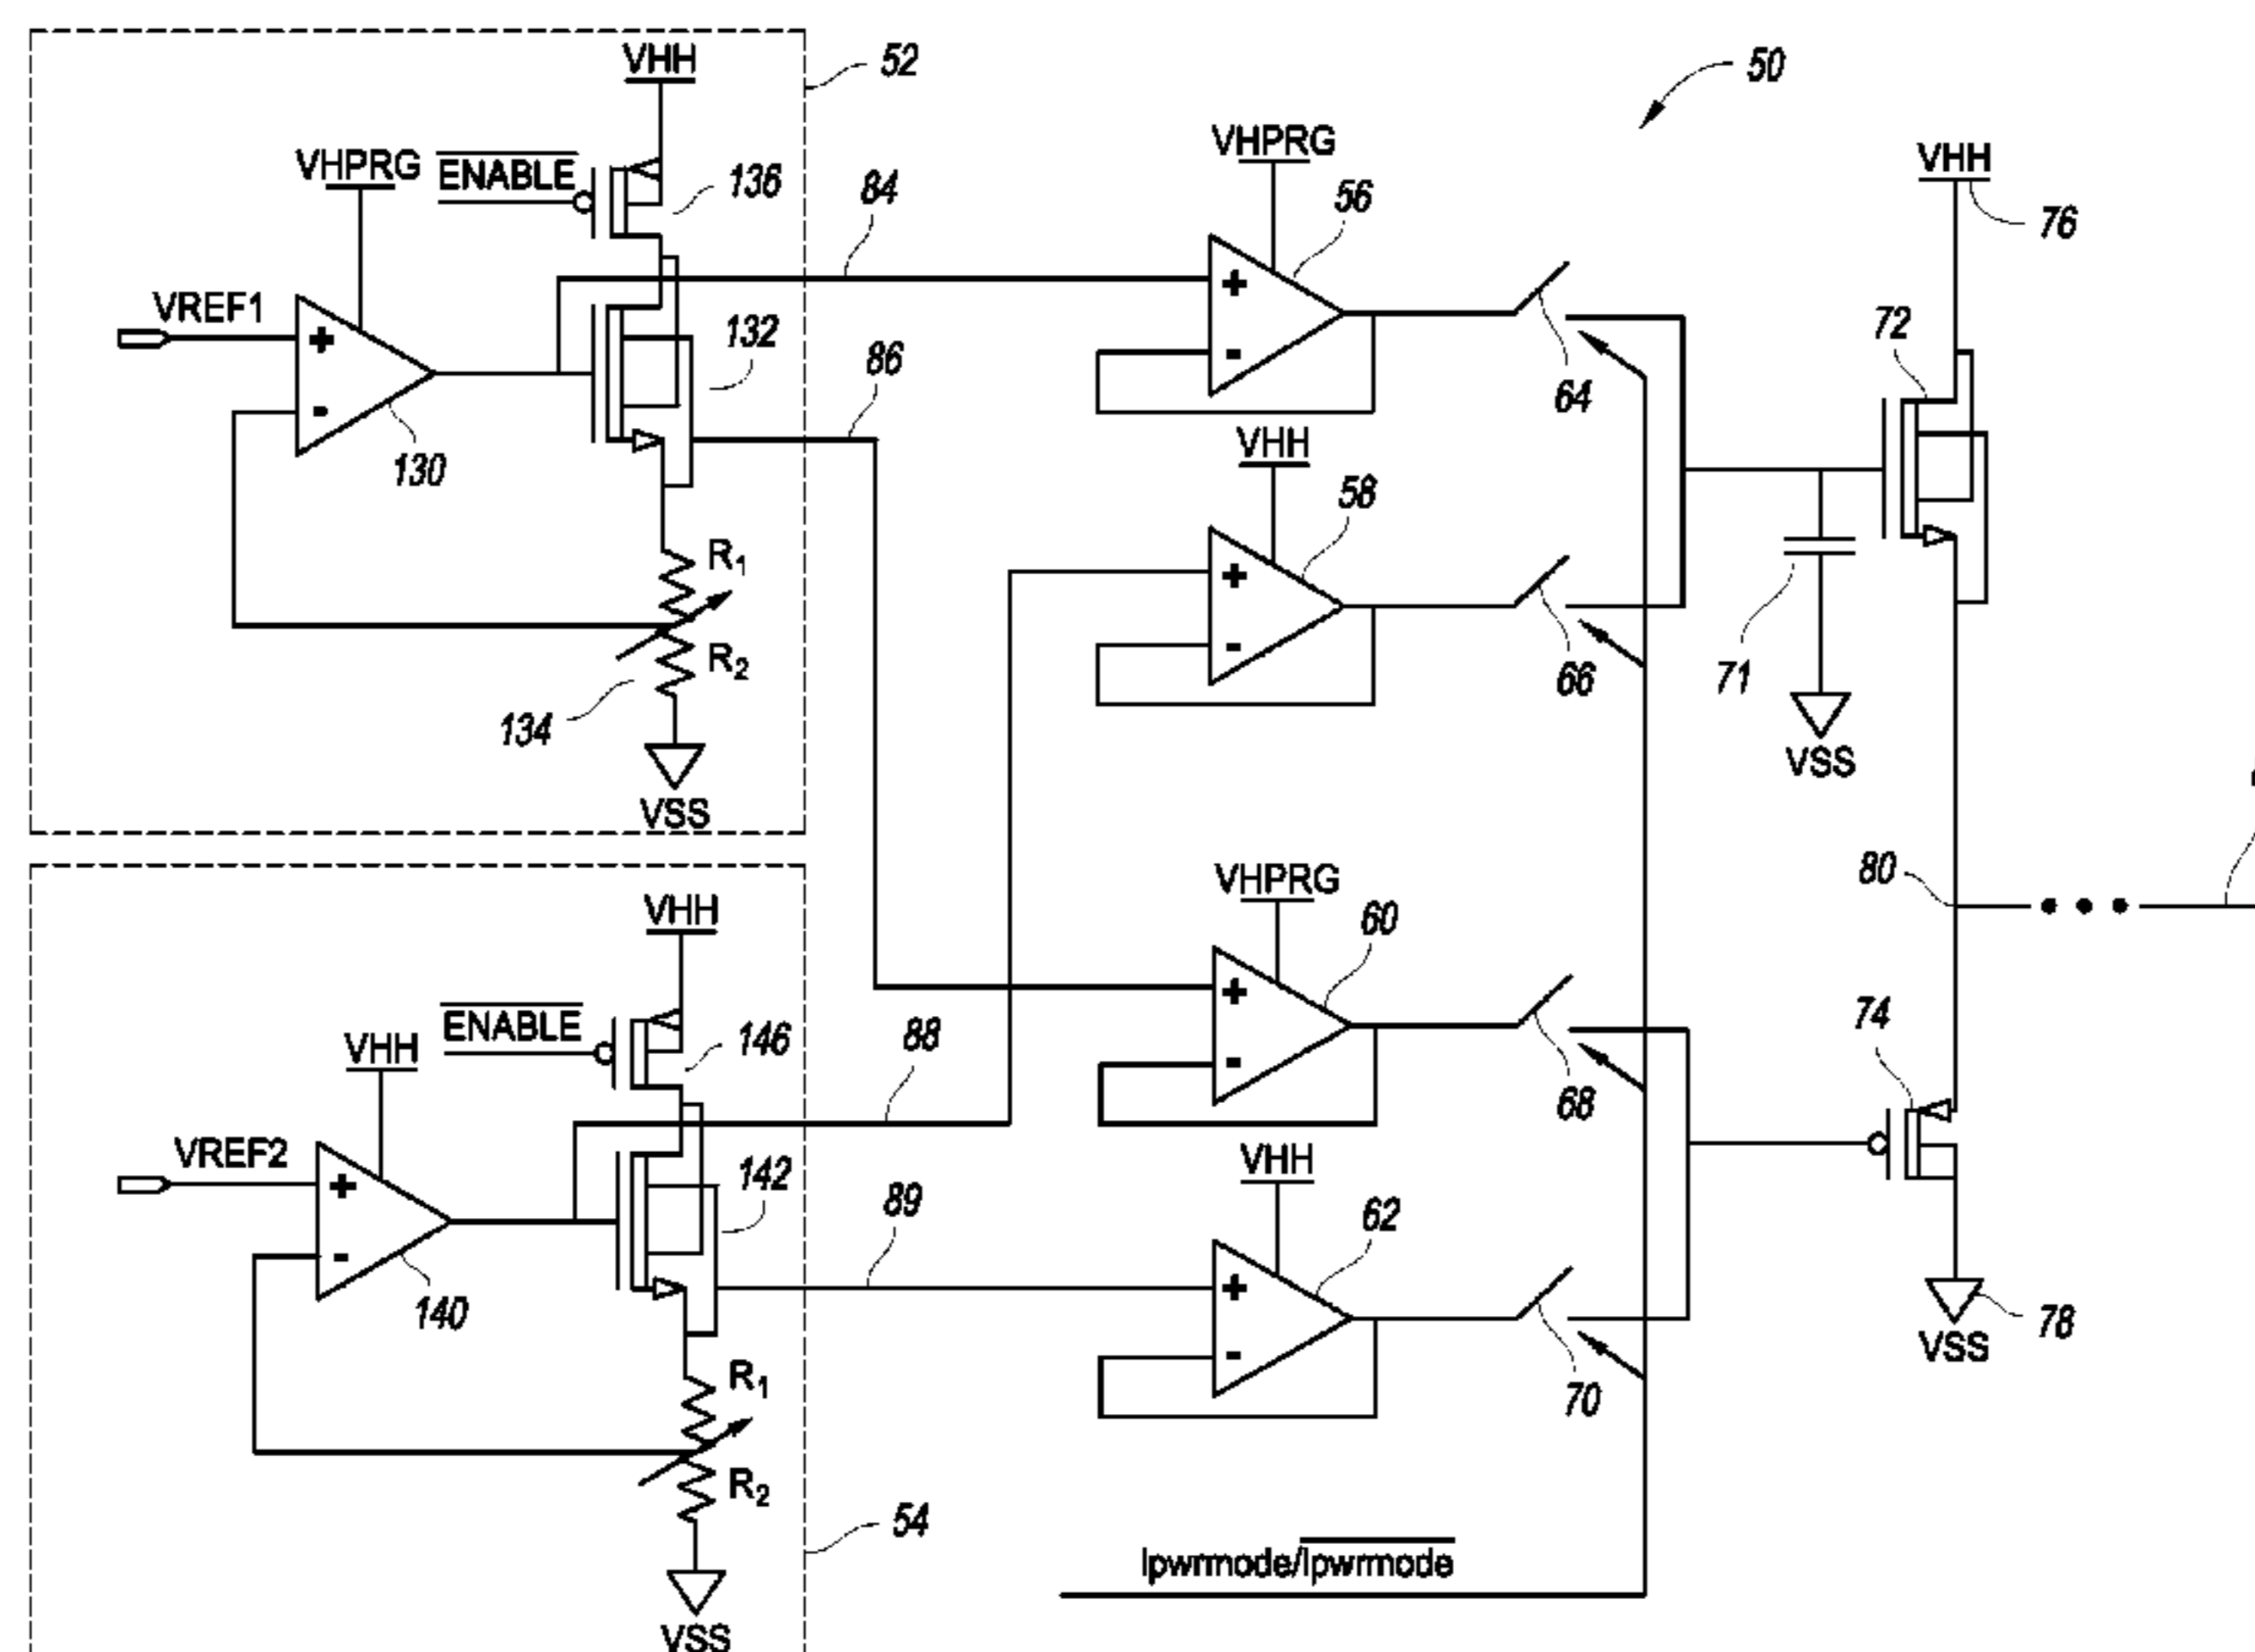 VHH
52
50
VHPRG
ENABLE
136
84
VHPRG
56
VHH
76
VREF1
+
-
130
132
86
+
-
64
72
VHH
58
+
-
66
71
VSS
R1
R2
134
VSS
VHH
ENABLE
146
VHH
88
VHPRG
60
+
-
68
80
74
VREF2
+
-
140
142
89
VHH
62
+
-
70
78
VSS
R1
R2
54
VSS
lpwrmode/lpwrmode